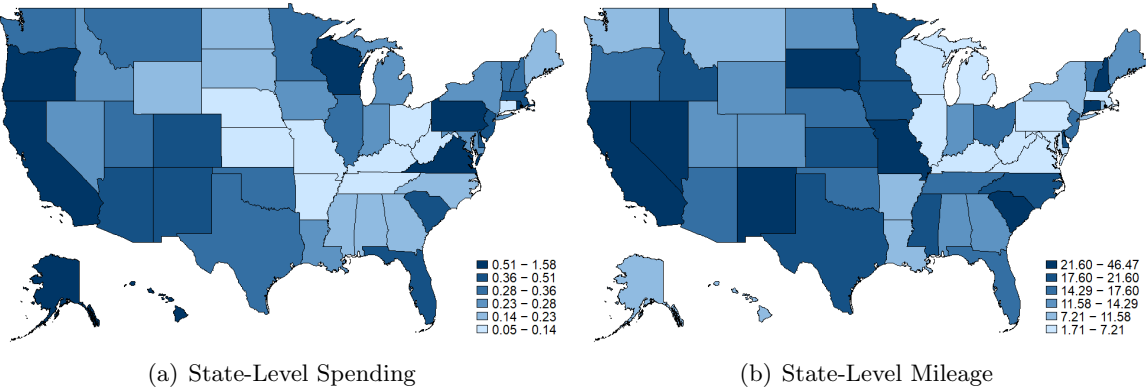 0.51 – 1.58
0.36 – 0.51
0.28 – 0.36
0.23 – 0.28
0.14 – 0.23
0.05 – 0.14
(a) State-Level Spending
21.60 – 46.47
17.60 – 21.60
14.29 – 17.60
11.58 – 14.29
7.21 – 11.58
1.71 – 7.21
(b) State-Level Mileage